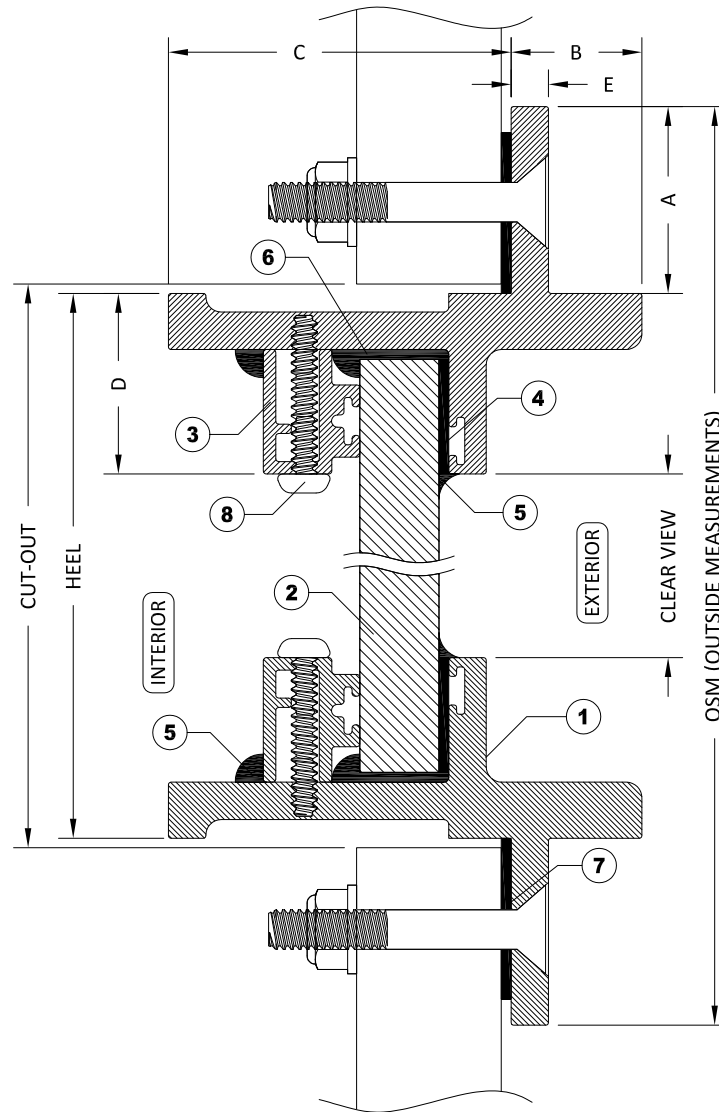 C
B
E
A
6
D
4
3
5
8
CUT-OUT
HEEL
CLEAR VIEW
EXTERIOR
OSM (OUTSIDE MEASUREMENTS)
2
INTERIOR
1
5
7